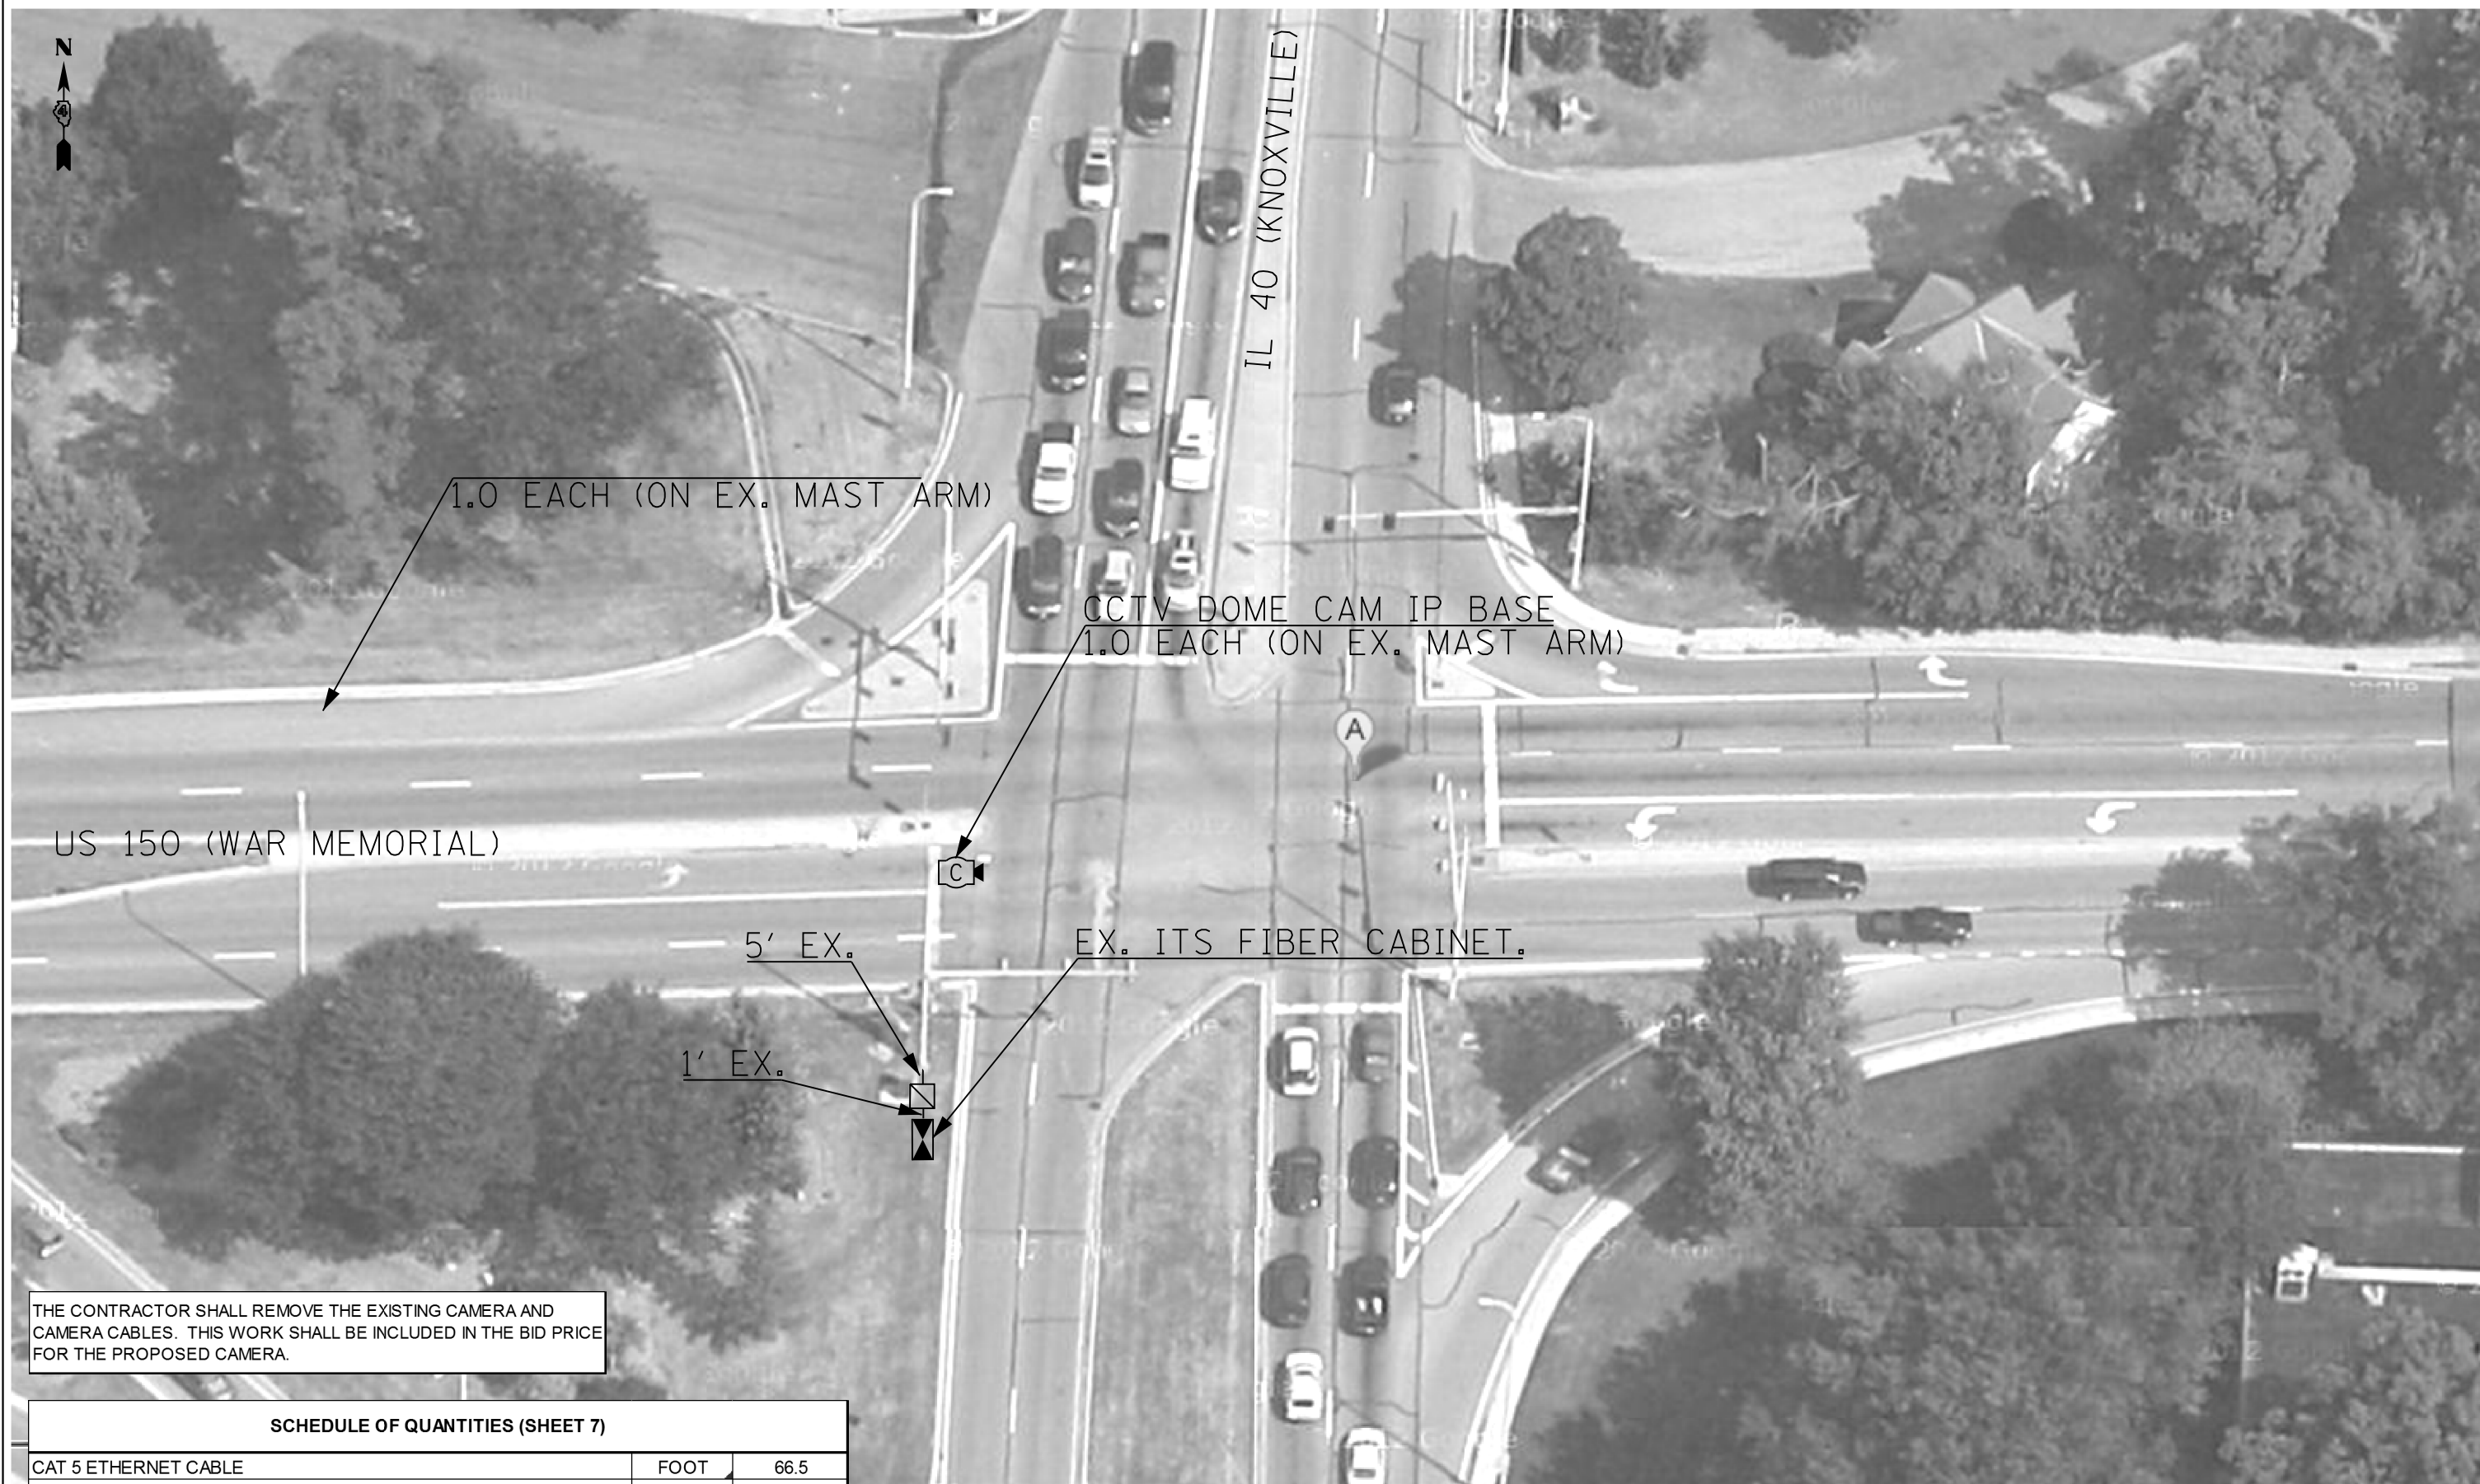 N
4
IL 40 (KNOXVILLE)
1.0 EACH (ON EX. MAST ARM)
CCTV DOME CAM IP BASE
1.0 EACH (ON EX. MAST ARM)
A
US 150 (WAR MEMORIAL)
C
5' EX.
EX. ITS FIBER CABINET.
1' EX.
THE CONTRACTOR SHALL REMOVE THE EXISTING CAMERA AND
CAMERA CABLES. THIS WORK SHALL BE INCLUDED IN THE BID PRICE
FOR THE PROPOSED CAMERA.
SCHEDULE OF QUANTITIES (SHEET 7)
CAT 5 ETHERNET CABLE FOOT 66.5